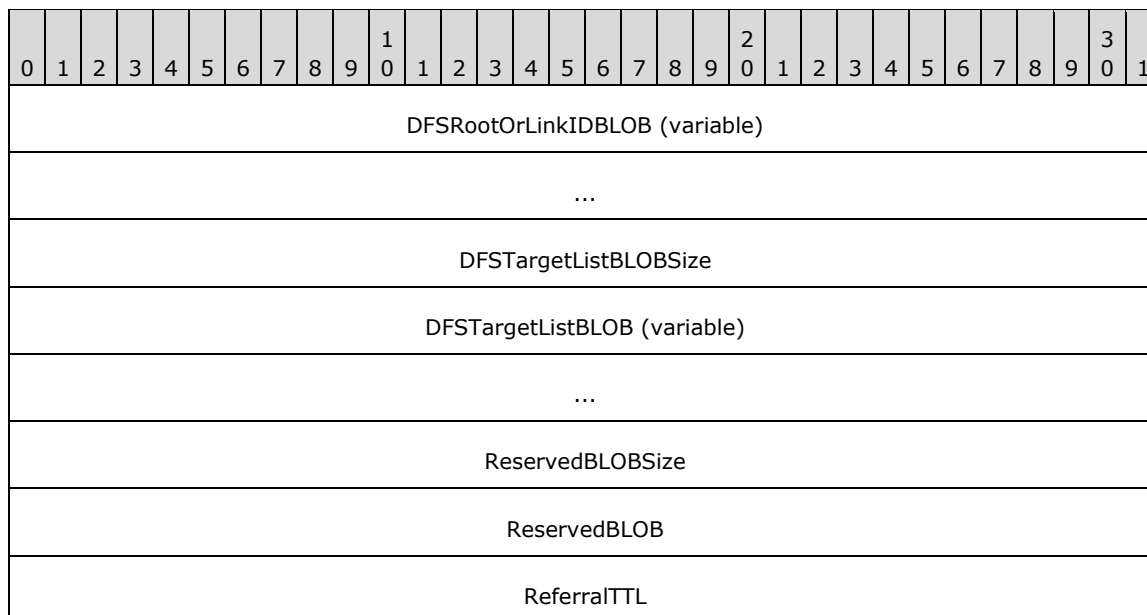 1 2 3
0 1 2 3 4 5 6 7 8 9 0 1 2 3 4 5 6 7 8 9 0 1 2 3 4 5 6 7 8 9 0 1
DFSRootOrLinkIDBLOB (variable)
...
DFSTargetListBLOBSize
DFSTargetListBLOB (variable)
...
ReservedBLOBSize
ReservedBLOB
ReferralTTL